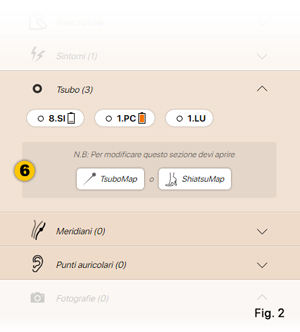 Sintomi (1)
Tsubo (3)
8.SI 1.PC 1.LU
6
N.B: Per modificare questo sezione devi aprire
TsuboMap o ShiatsuMap
Meridiani (0)
Punti auricolari (0)
Fotografie (0)
Fig. 2